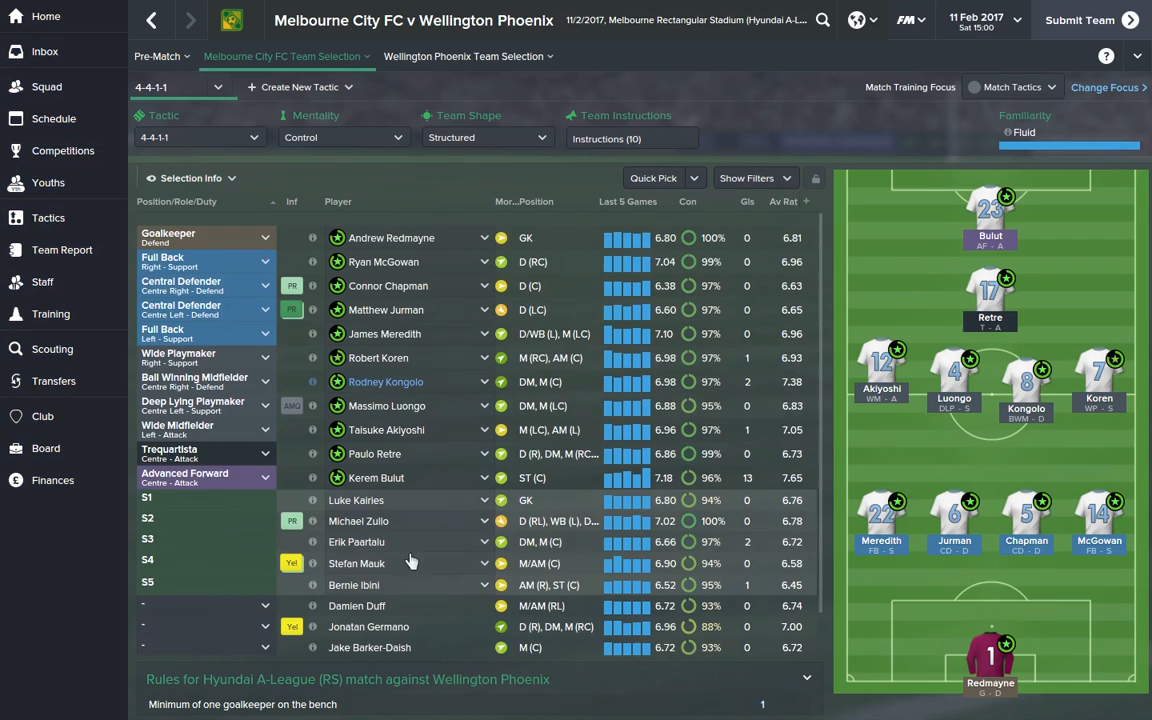 Home
Inbox
Squad
Schedule
Competitions
Youths
Tactics
Team Report
Staff
Training
Scouting
Transfers
Club
Board
Finances
Melbourne City FC v Wellington Phoenix
11/2/2017, Melbourne Rectangular Stadium (Hyundai A-L...
FM
11 Feb 2017
Sat 15:00
Submit Team
Pre-Match
Melbourne City FC Team Selection
Wellington Phoenix Team Selection
?
4-4-1-1
+ Create New Tactic
Match Training Focus
Match Tactics
Change Focus >
Tactic
4-4-1-1
Mentality
Control
Team Shape
Structured
Team Instructions
Instructions (10)
Familiarity
Fluid
Selection Info
Quick Pick
Show Filters
Position/Role/Duty Inf Player Mor... Position Last 5 Games Con Gls Av Rat +
Goalkeeper
Defend
Andrew Redmayne GK 6.80 100% 0 6.81
Full Back
Right - Support
Ryan McGowan D (RC) 7.04 99% 0 6.96
Central Defender
Centre Right - Defend
PR Connor Chapman D (C) 6.38 97% 0 6.63
Central Defender
Centre Left - Defend
PR Matthew Jurman D (LC) 6.60 97% 0 6.65
Full Back
Left - Support
James Meredith D/WB (L), M (LC) 7.10 97% 0 6.96
Wide Playmaker
Right - Support
Robert Koren M (RC), AM (C) 6.98 97% 1 6.93
Ball Winning Midfielder
Centre Right - Defend
Rodney Kongolo DM, M (C) 6.98 97% 2 7.38
Deep Lying Playmaker
Centre Left - Support
AMQ Massimo Luongo DM, M (LC) 6.88 95% 0 6.83
Wide Midfielder
Left - Attack
Taisuke Akiyoshi M (LC), AM (L) 6.96 97% 1 7.05
Trequartista
Centre - Attack
Paulo Retre D (R), DM, M (RC... 6.86 99% 0 6.73
Advanced Forward
Centre - Attack
Kerem Bulut ST (C) 7.18 96% 13 7.65
S1 Luke Kairies GK 6.80 94% 0 6.76
S2 PR Michael Zullo D (RL), WB (L), D... 7.02 100% 0 6.78
S3 Erik Paartalu DM, M (C) 6.66 97% 2 6.72
S4 Yel Stefan Mauk M/AM (C) 6.90 94% 0 6.58
S5 Bernie Ibini AM (R), ST (C) 6.52 95% 1 6.45
- Damien Duff M/AM (RL) 6.72 93% 0 6.74
- Yel Jonatan Germano D (R), DM, M (RC) 6.96 88% 0 7.00
- Jake Barker-Daish M (C) 6.72 93% 0 6.72
Rules for Hyundai A-League (RS) match against Wellington Phoenix
Minimum of one goalkeeper on the bench 1
23
Bulut
AF - A
17
Retre
T - A
12
Akiyoshi
WM - A
4
Luongo
DLP - S
8
Kongolo
BWM - D
7
Koren
WP - S
22
Meredith
FB - S
6
Jurman
CD - D
5
Chapman
CD - D
14
McGowan
FB - S
1
Redmayne
G - D